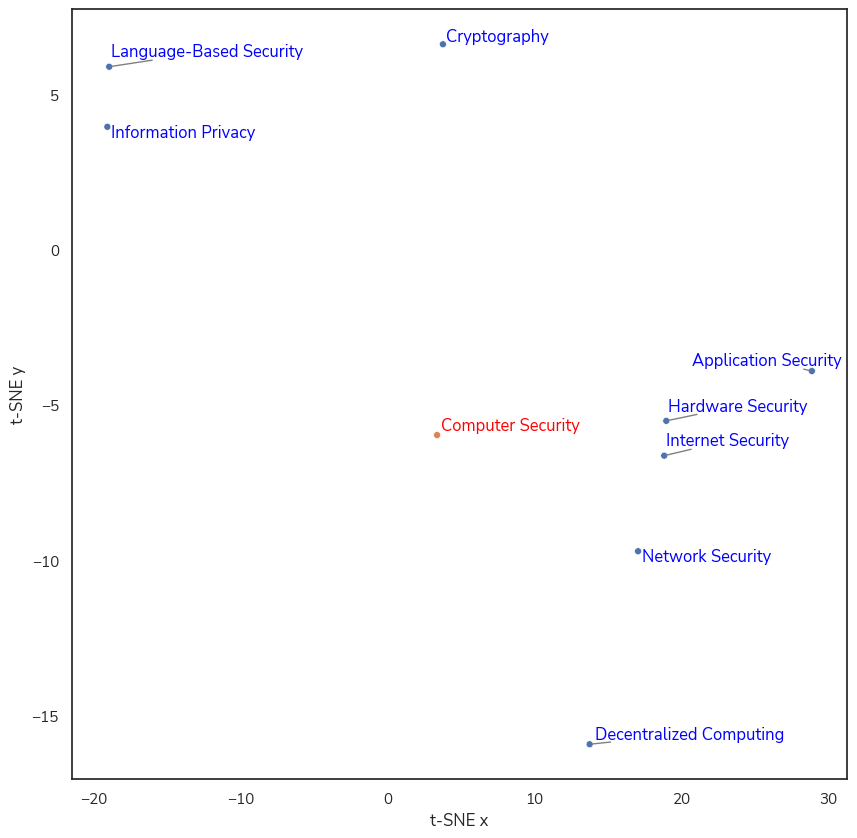 Cryptography
Language-Based Security
5
Information Privacy
0
Application Security
t-SNE y
−5
Hardware Security
Computer Security
Internet Security
−10
Network Security
−15
Decentralized Computing
−20
−10
0
10
20
30
t-SNE x